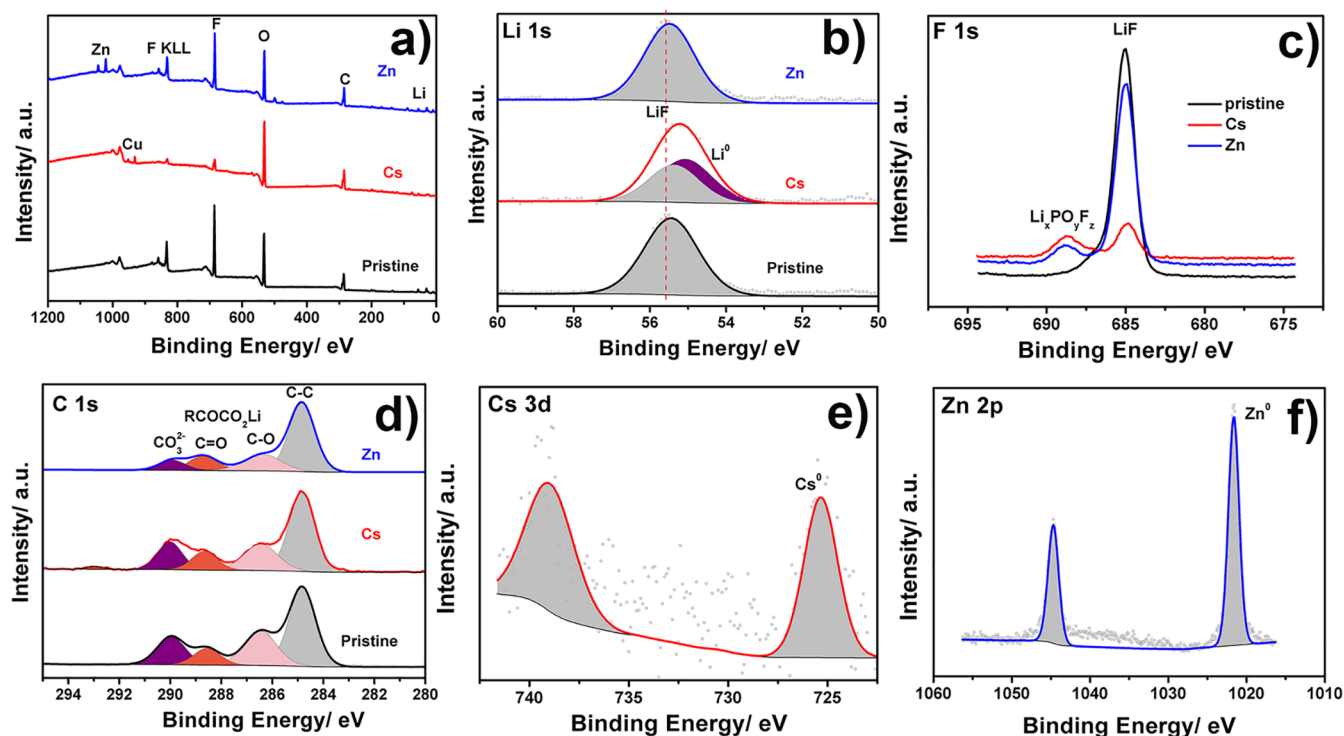 a)
Zn
F KLL
F
O
C
Li
Zn
Cu
Cs
Pristine
Intensity/ a.u.
1200 1000 800 600 400 200 0
Binding Energy/ eV
Li 1s
b)
Zn
LiF
Li⁰
Cs
Pristine
Intensity/ a.u.
60 58 56 54 52 50
Binding Energy/ eV
F 1s
LiF
c)
pristine
Cs
Zn
LiₓPOᵧF_z
Intensity/ a.u.
695 690 685 680 675
Binding Energy/ eV
C 1s
C-C
d)
RCOCO₂Li
CO₃²⁻ C=O C-O
Zn
Cs
Pristine
Intensity/ a.u.
294 292 290 288 286 284 282 280
Binding Energy/ eV
Cs 3d
e)
Cs⁰
Intensity/ a.u.
740 735 730 725
Binding Energy/ eV
Zn 2p
Zn⁰
f)
Intensity/ a.u.
1060 1050 1040 1030 1020 1010
Binding Energy/ eV